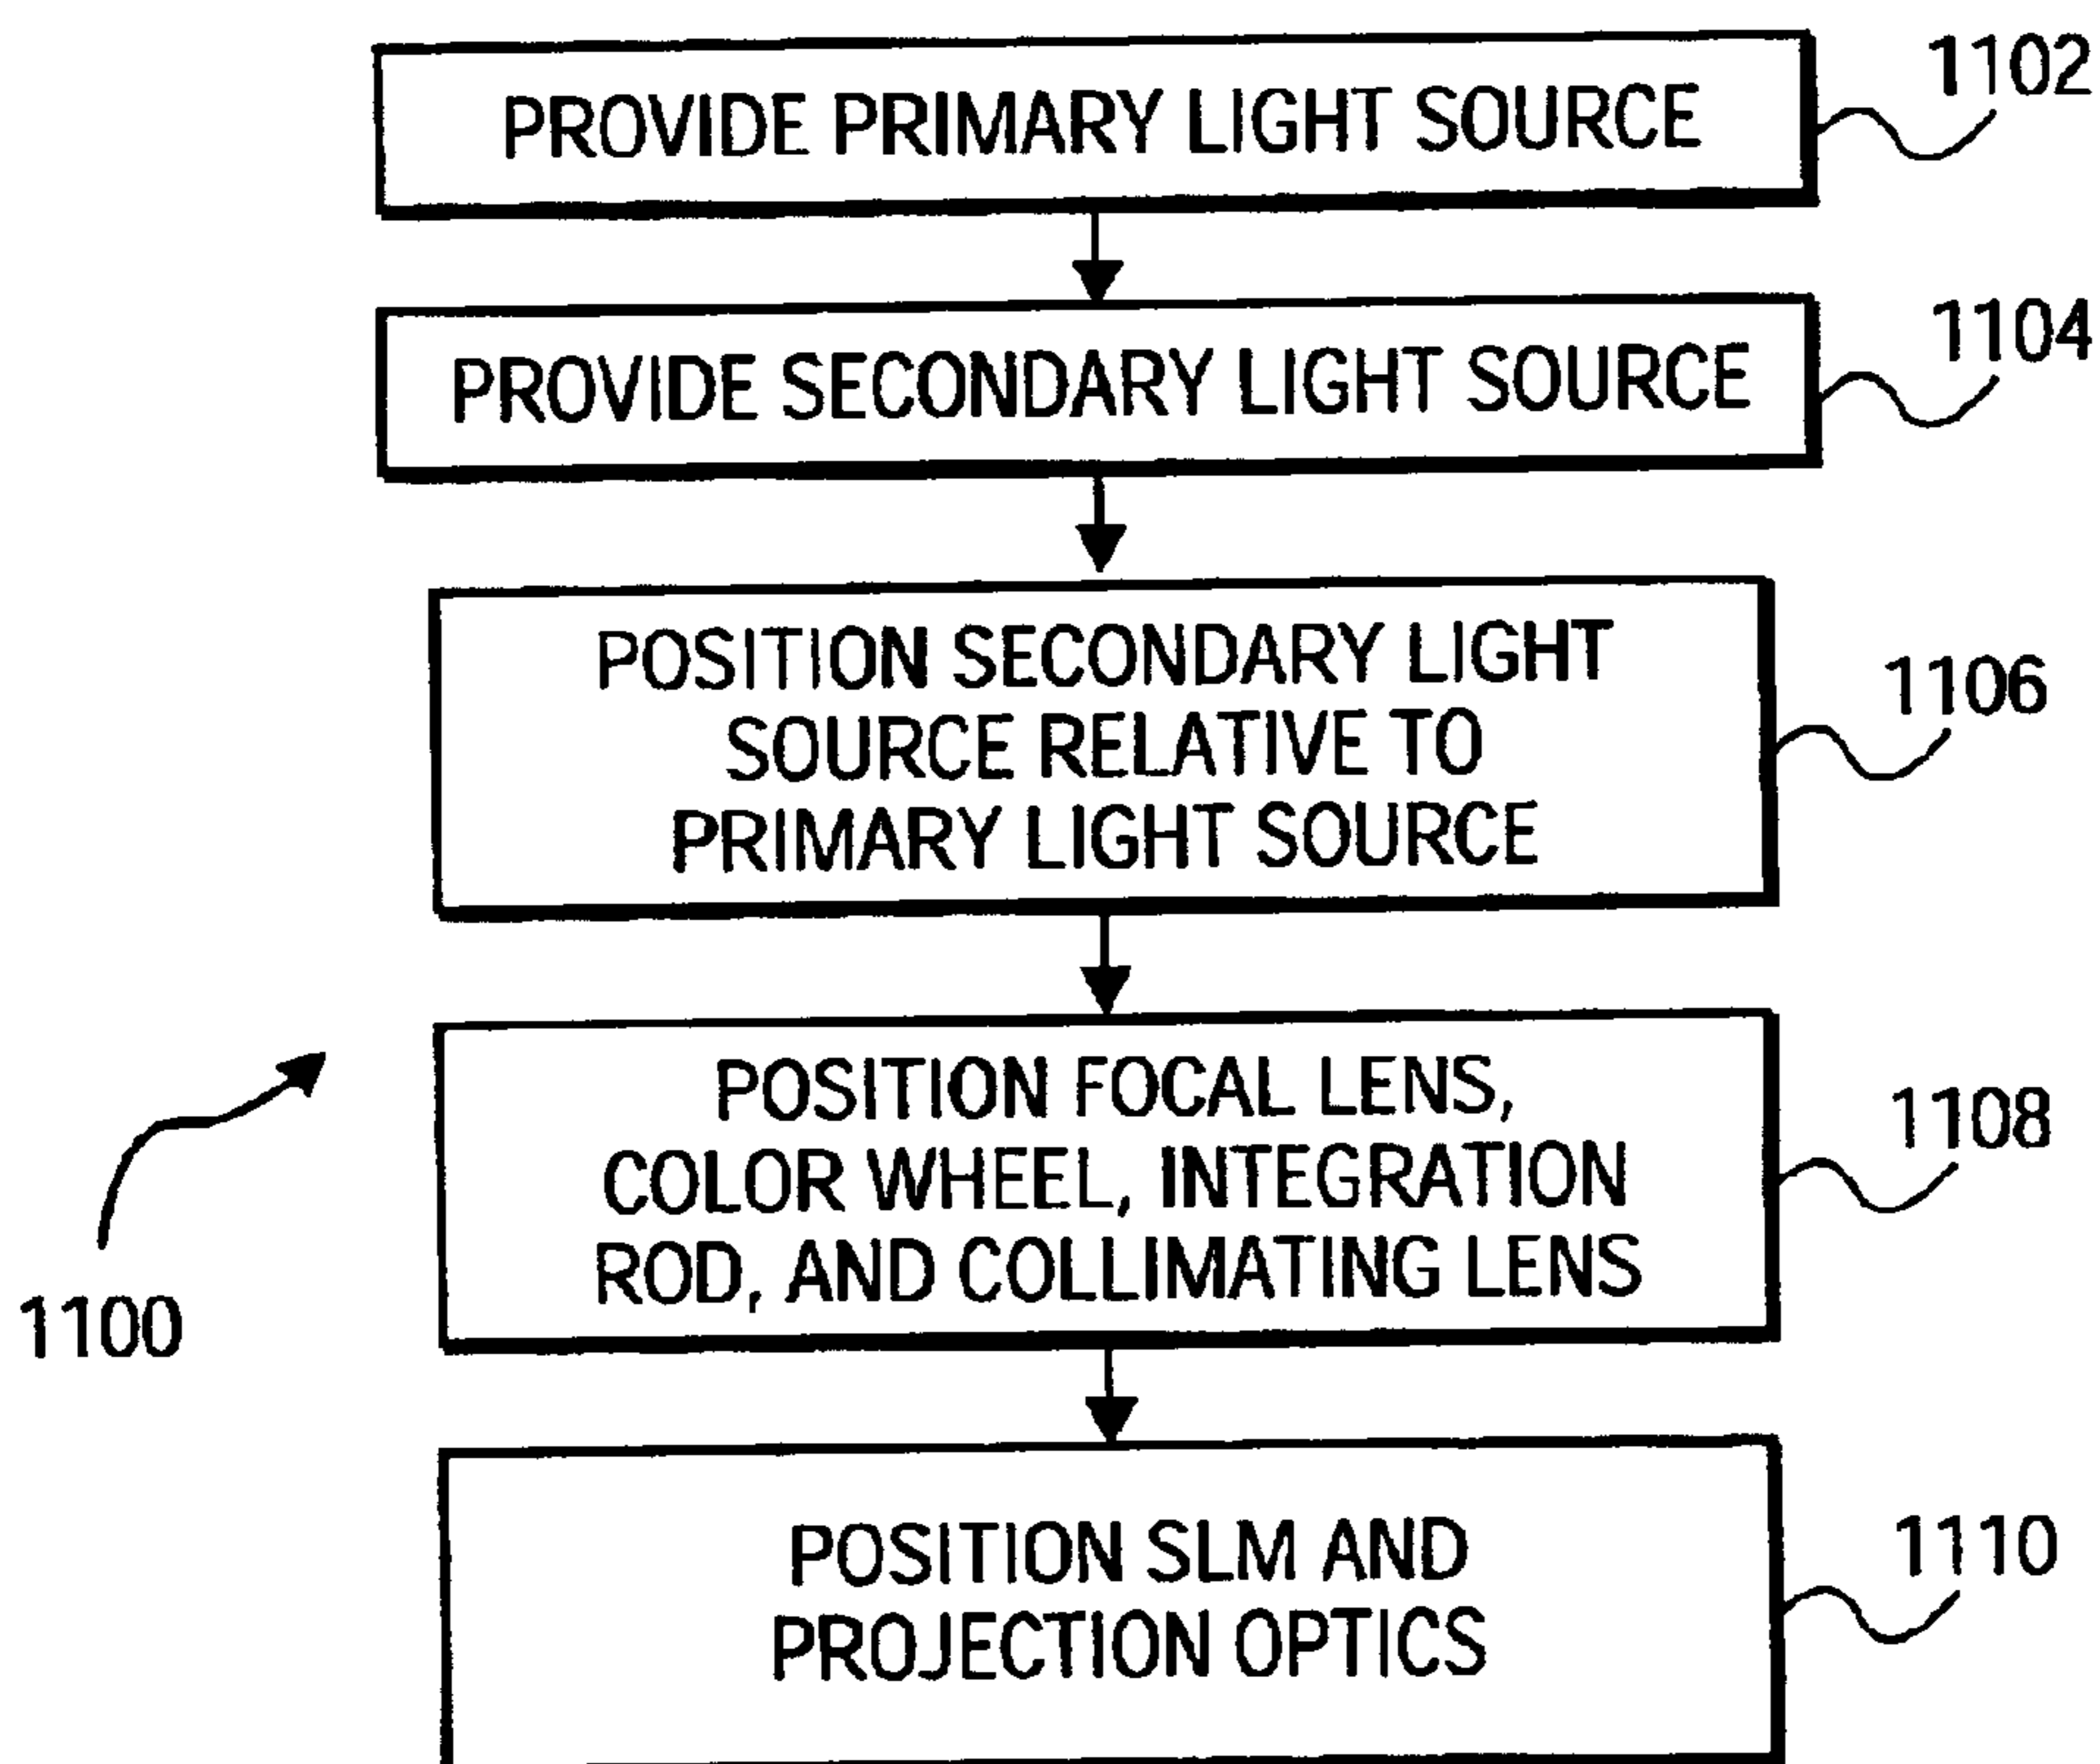 PROVIDE PRIMARY LIGHT SOURCE
1102
PROVIDE SECONDARY LIGHT SOURCE
1104
POSITION SECONDARY LIGHT
SOURCE RELATIVE TO
PRIMARY LIGHT SOURCE
1106
POSITION FOCAL LENS,
COLOR WHEEL, INTEGRATION
ROD, AND COLLIMATING LENS
1108
1100
POSITION SLM AND
PROJECTION OPTICS
1110